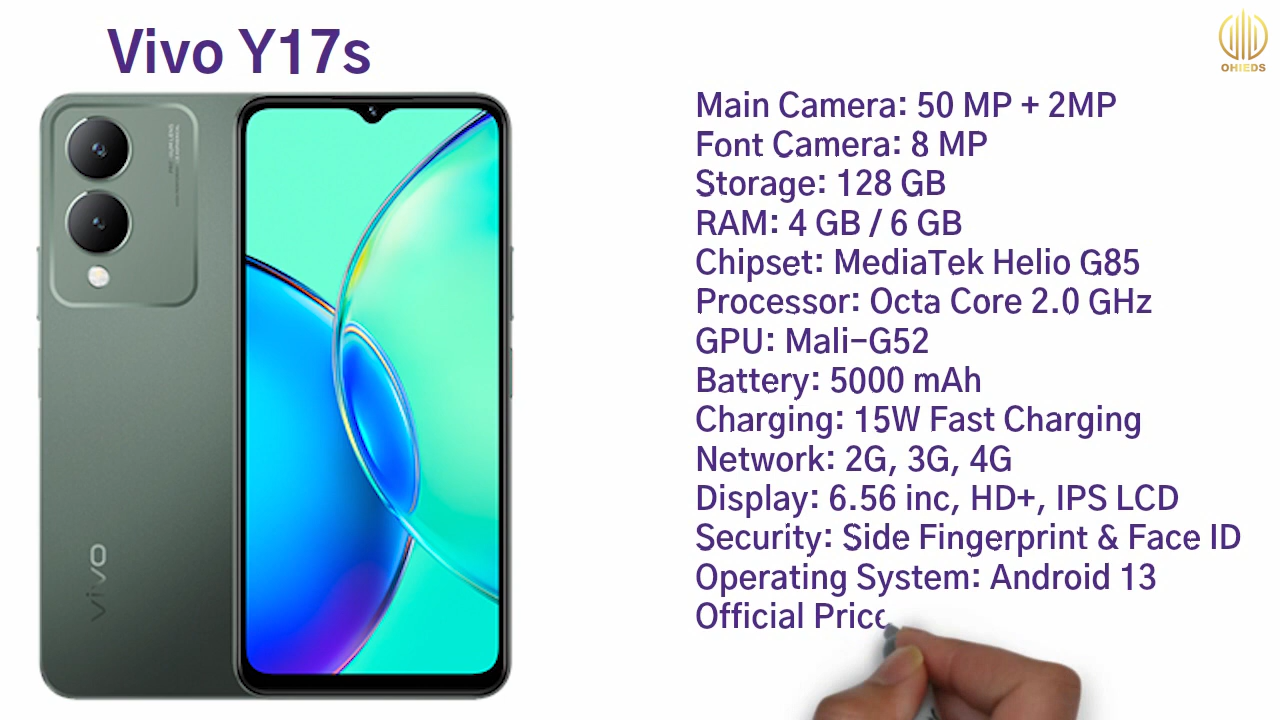 Vivo Y17s
OHIEDS
Main Camera: 50 MP + 2MP
Font Camera: 8 MP
Storage: 128 GB
RAM: 4 GB / 6 GB
Chipset: MediaTek Helio G85
Processor: Octa Core 2.0 GHz
GPU: Mali-G52
Battery: 5000 mAh
Charging: 15W Fast Charging
Network: 2G, 3G, 4G
Display: 6.56 inc, HD+, IPS LCD
Security: Side Fingerprint & Face ID
Operating System: Android 13
Official Price
vivo